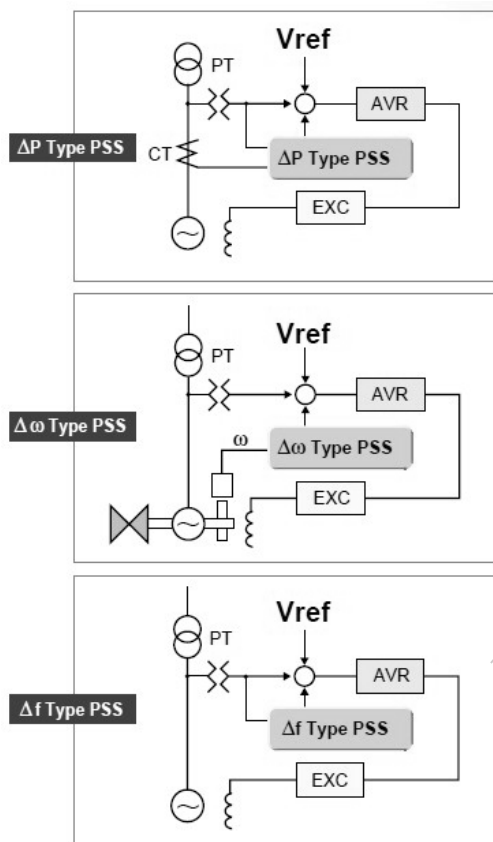 Vref
PT
AVR
ΔP Type PSS
CT
ΔP Type PSS
EXC
Vref
PT
AVR
Δω Type PSS
ω
Δω Type PSS
EXC
Vref
PT
AVR
Δf Type PSS
Δf Type PSS
EXC